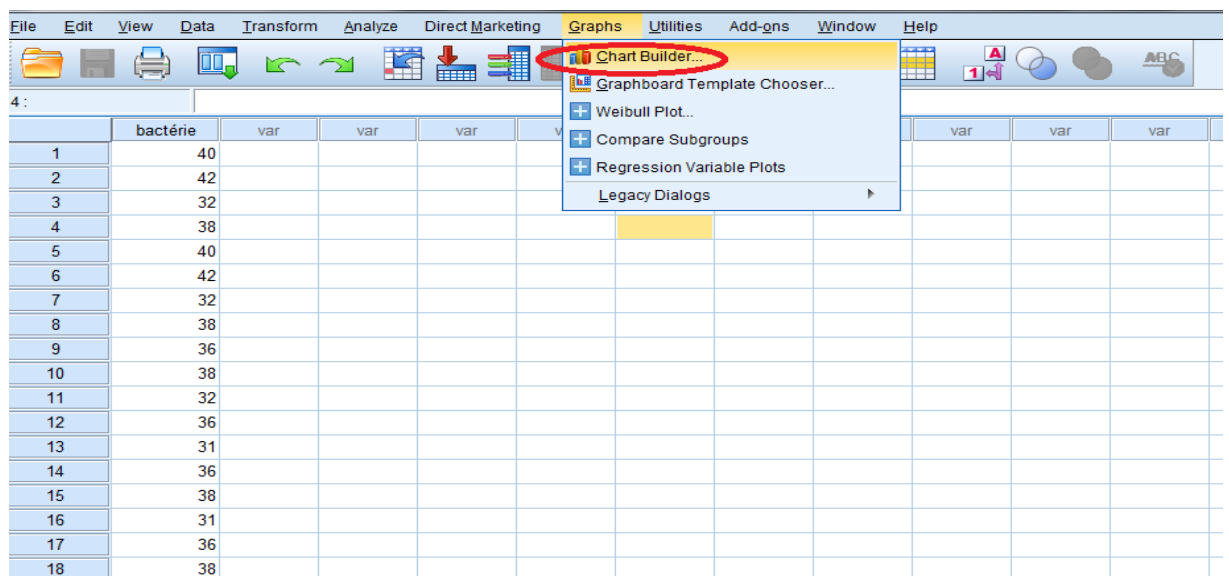 File Edit View Data Transform Analyze Direct Marketing Graphs Utilities Add-ons Window Help
Chart Builder...
Graphboard Template Chooser...
Weibull Plot...
Compare Subgroups
Regression Variable Plots
Legacy Dialogs
A
1
ABC
4 :
bactérie var var var var var var
1 40
2 42
3 32
4 38
5 40
6 42
7 32
8 38
9 36
10 38
11 32
12 36
13 31
14 36
15 38
16 31
17 36
18 38